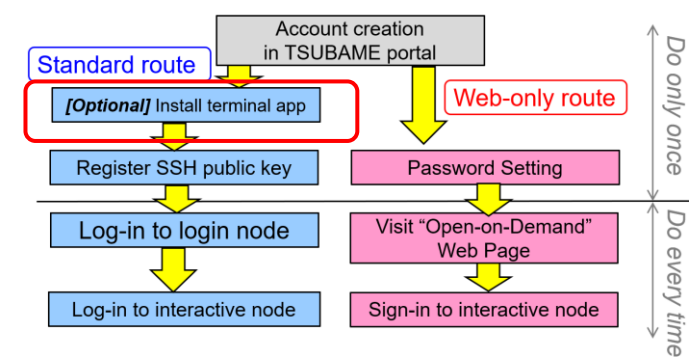 Account creation
in TSUBAME portal
Standard route
[Optional] Install terminal app
Web-only route
Do only once
Register SSH public key
Password Setting
Log-in to login node
Visit “Open-on-Demand”
Web Page
Do every time
Log-in to interactive node
Sign-in to interactive node